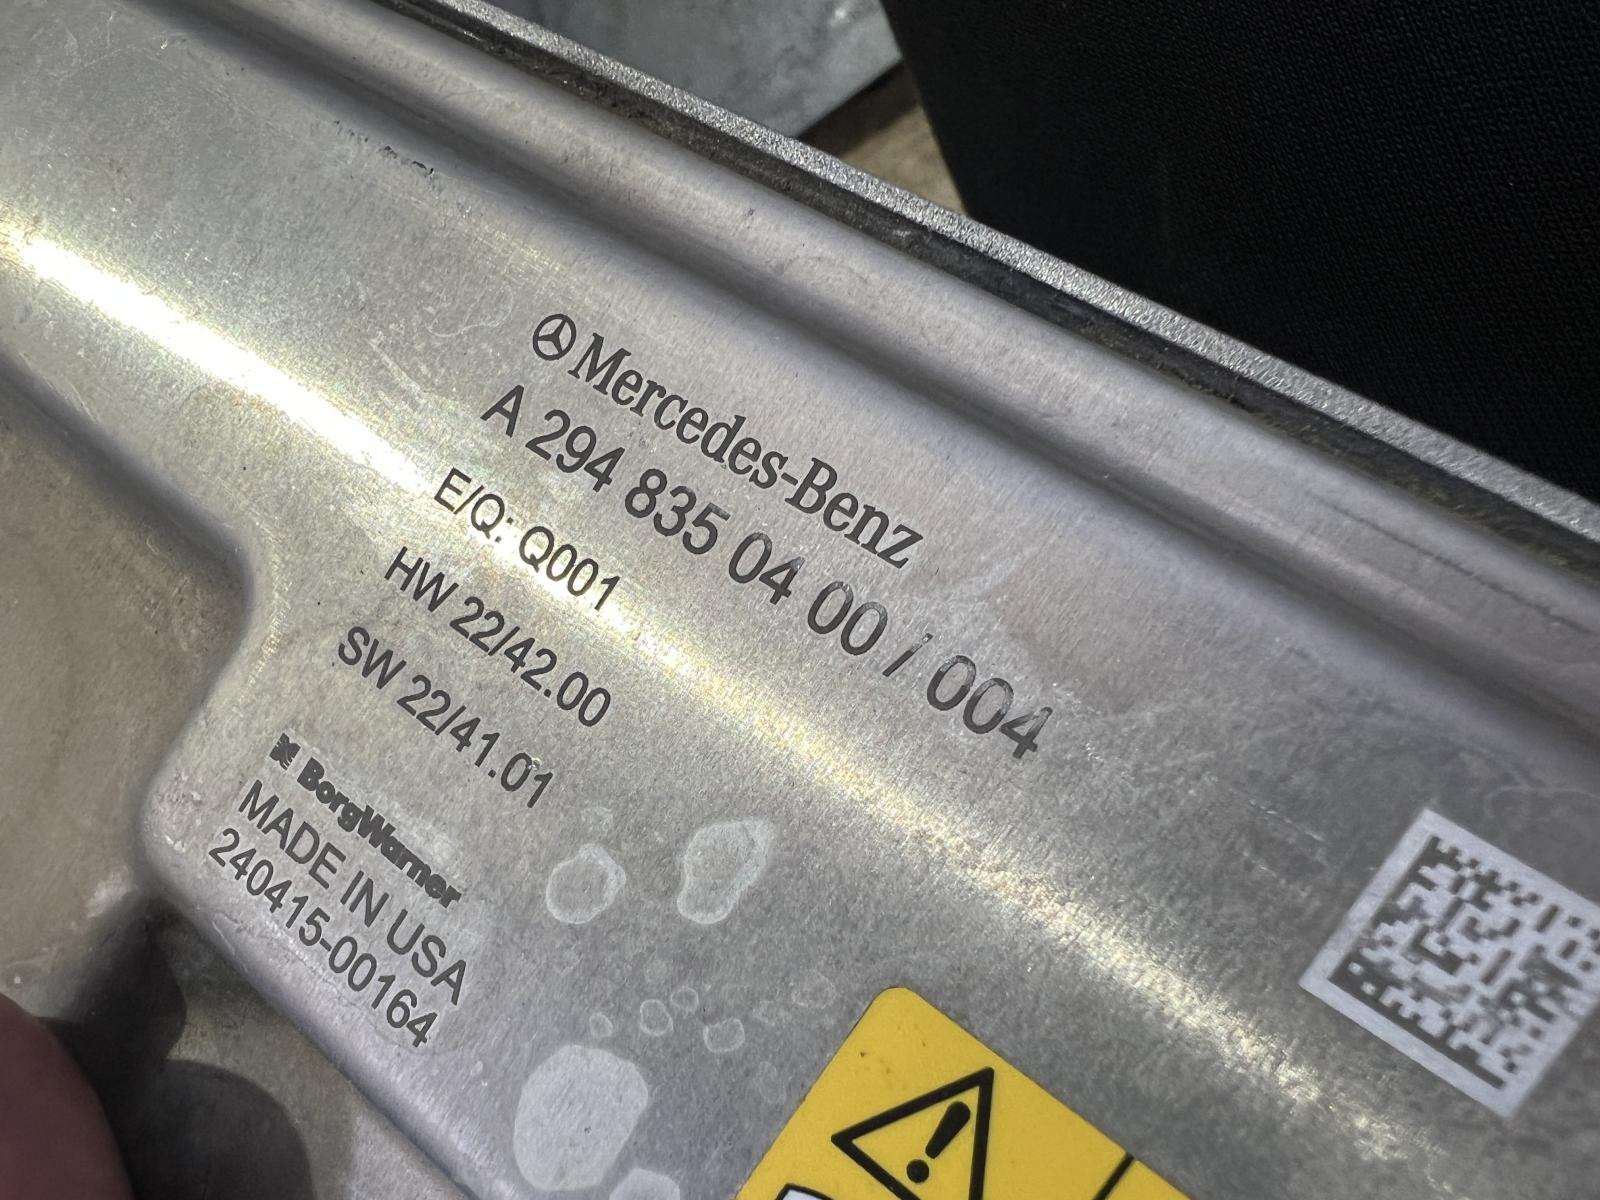 Mercedes-Benz
A 294 835 04 00 / 004
E/Q: Q001
HW 22/42.00
SW 22/41.01
BorgWarner
MADE IN USA
240415-00164